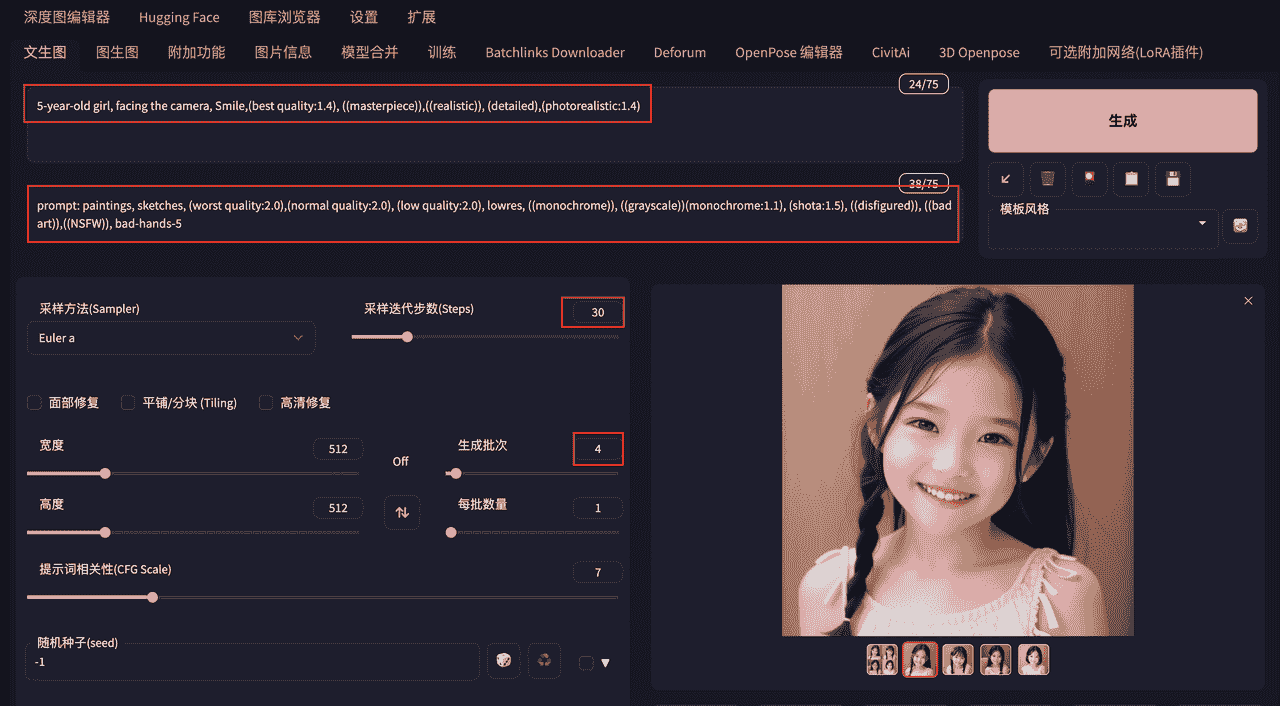 深度图编辑器 Hugging Face 图库浏览器 设置 扩展
文生图 图生图 附加功能 图片信息 模型合并 训练 Batchlinks Downloader Deforum OpenPose 编辑器 CivitAi 3D Openpose 可选附加网络(LoRA插件)
24/75
5-year-old girl, facing the camera, Smile,(best quality:1.4), ((masterpiece)),((realistic)), (detailed),(photorealistic:1.4)
生成
38/75
prompt: paintings, sketches, (worst quality:2.0),(normal quality:2.0), (low quality:2.0), lowres, ((monochrome)), ((grayscale))(monochrome:1.1), (shota:1.5), ((disfigured)), ((bad
art)),((NSFW)), bad-hands-5
模板风格
采样方法(Sampler) 采样迭代步数(Steps) 30
Euler a
面部修复 平铺/分块 (Tiling) 高清修复
宽度 512 生成批次 4
Off
高度 512 每批数量 1
提示词相关性(CFG Scale) 7
随机种子(seed)
-1